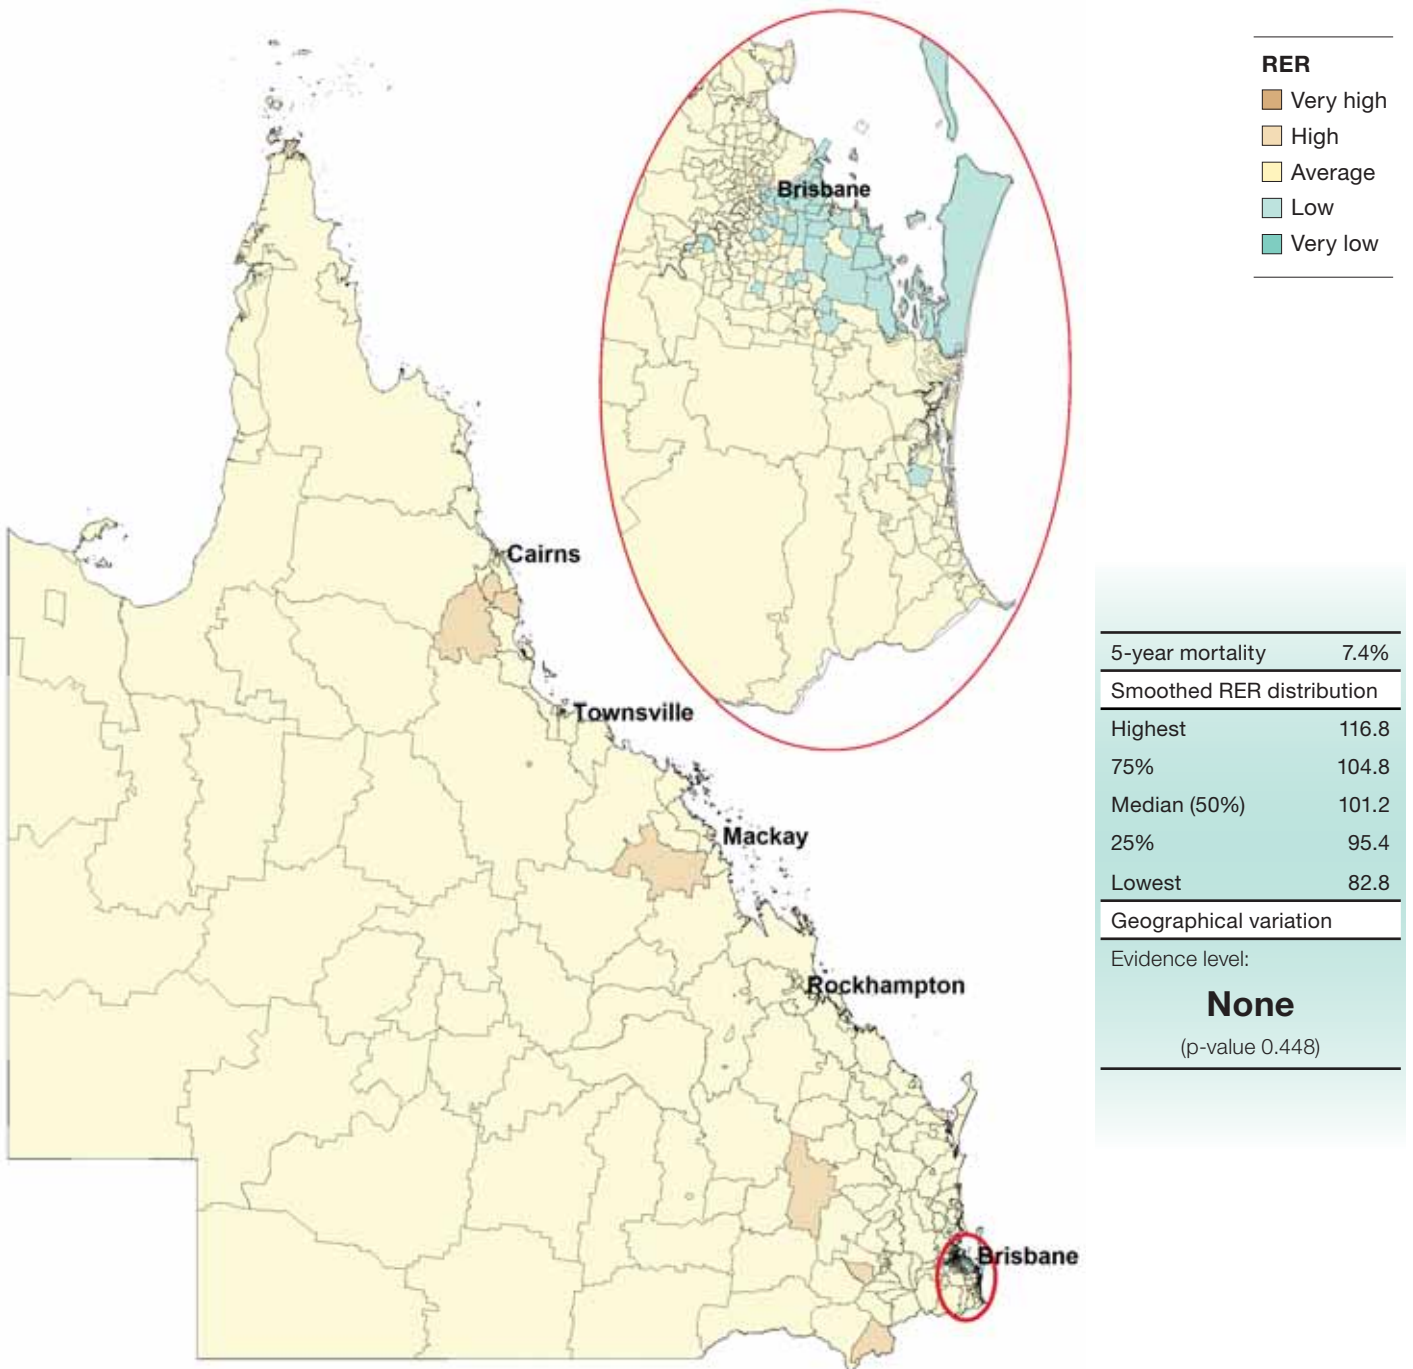 RER
Very high
High
Average
Low
Very low
Brisbane
Cairns
Townsville
Mackay
Rockhampton
Brisbane
5-year mortality 7.4%
Smoothed RER distribution
Highest 116.8
75% 104.8
Median (50%) 101.2
25% 95.4
Lowest 82.8
Geographical variation
Evidence level:
None
(p-value 0.448)